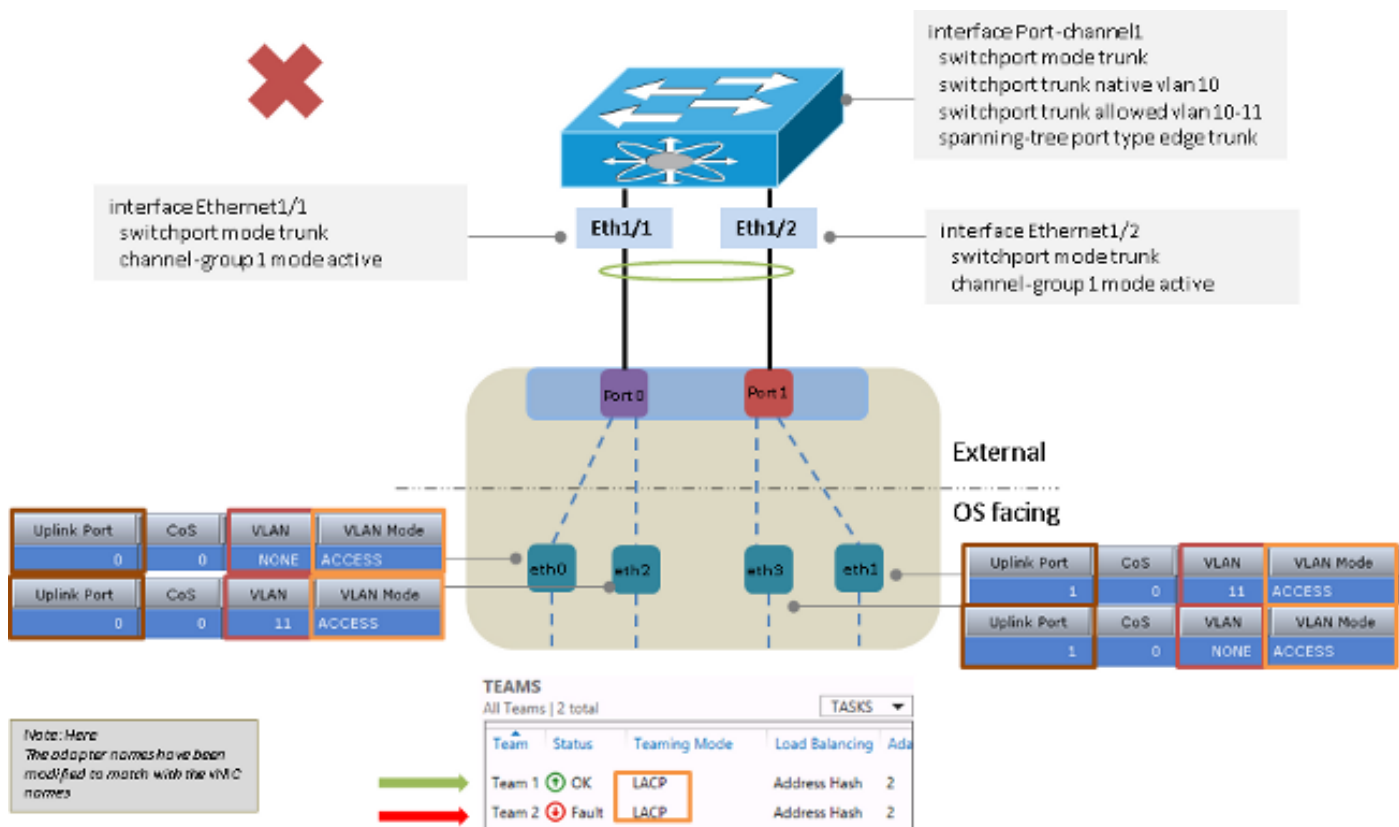 interface Port-channel1
switchport mode trunk
switchport trunk native vlan 10
switchport trunk allowed vlan 10-11
spanning-tree port type edge trunk
interface Ethernet1/1
switchport mode trunk
channel-group 1 mode active
Eth1/1
Eth1/2
interface Ethernet1/2
switchport mode trunk
channel-group 1 mode active
Port 0
Port 1
External
OS facing
Uplink Port CoS VLAN VLAN Mode
0 0 NONE ACCESS
Uplink Port CoS VLAN VLAN Mode
0 0 11 ACCESS
eth0
eth2
eth3
eth1
Uplink Port CoS VLAN VLAN Mode
1 0 11 ACCESS
Uplink Port CoS VLAN VLAN Mode
1 0 NONE ACCESS
Note: Here
The adapter names have been
modified to match with the vNIC
names
TEAMS
All Teams | 2 total
TASKS
Team Status Teaming Mode Load Balancing Ada
Team 1 OK LACP Address Hash 2
Team 2 Fault LACP Address Hash 2